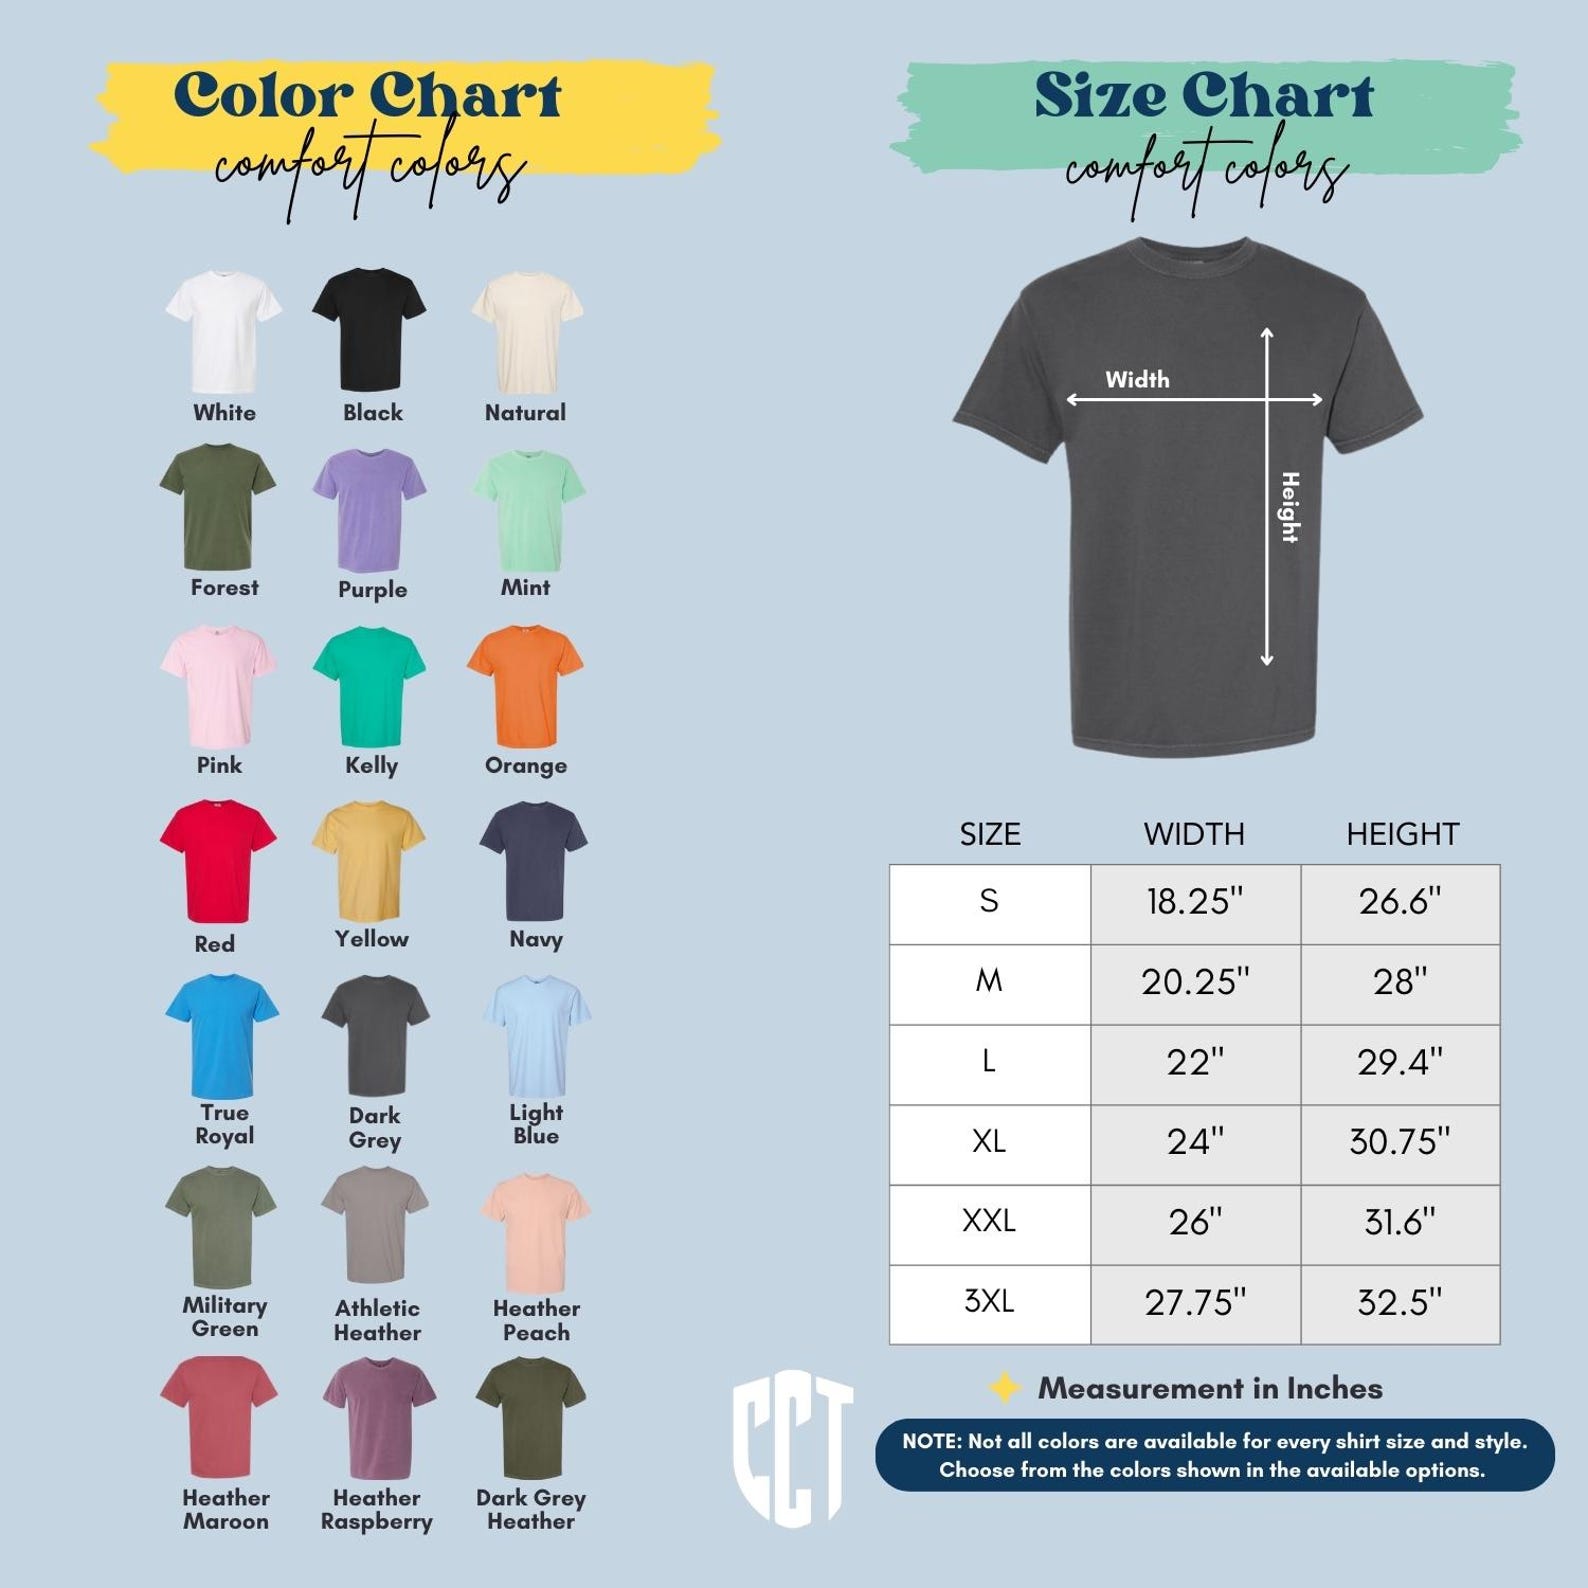 Color Chart
comfort colors
White
Black
Natural
Forest
Purple
Mint
Pink
Kelly
Orange
Red
Yellow
Navy
True
Royal
Dark
Grey
Light
Blue
Military
Green
Athletic
Heather
Heather
Peach
Heather
Maroon
Heather
Raspberry
Dark Grey
Heather
Size Chart
comfort colors
Width
Height
SIZE WIDTH HEIGHT
S 18.25" 26.6"
M 20.25" 28"
L 22" 29.4"
XL 24" 30.75"
XXL 26" 31.6"
3XL 27.75" 32.5"
Measurement in Inches
CCT
NOTE: Not all colors are available for every shirt size and style.
Choose from the colors shown in the available options.